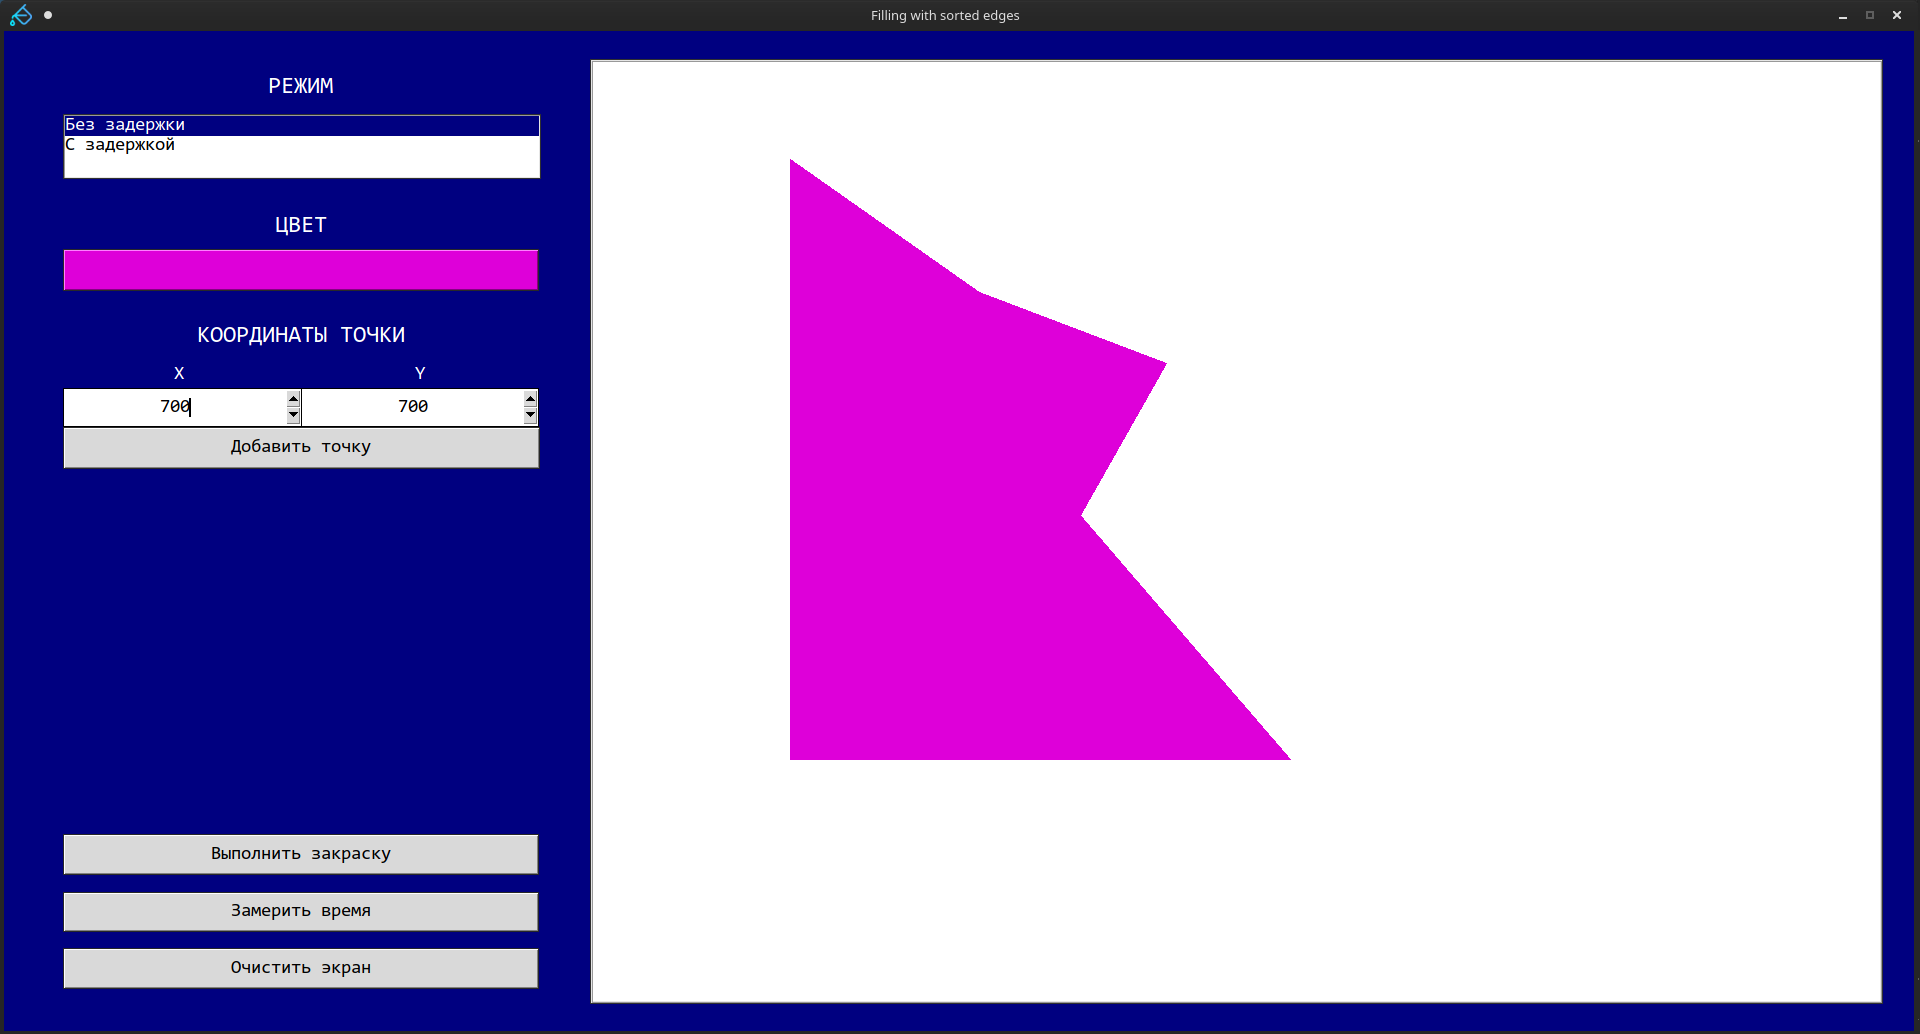 Filling with sorted edges
РЕЖИМ
Без задержки
С задержкой
ЦВЕТ
КООРДИНАТЫ ТОЧКИ
X Y
700 700
Добавить точку
Выполнить закраску
Замерить время
Очистить экран